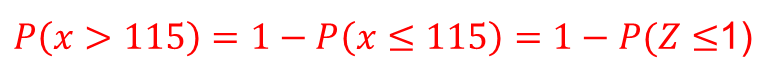 P(x > 115) = 1 − P(x ≤ 115) = 1 − P(Z ≤1)